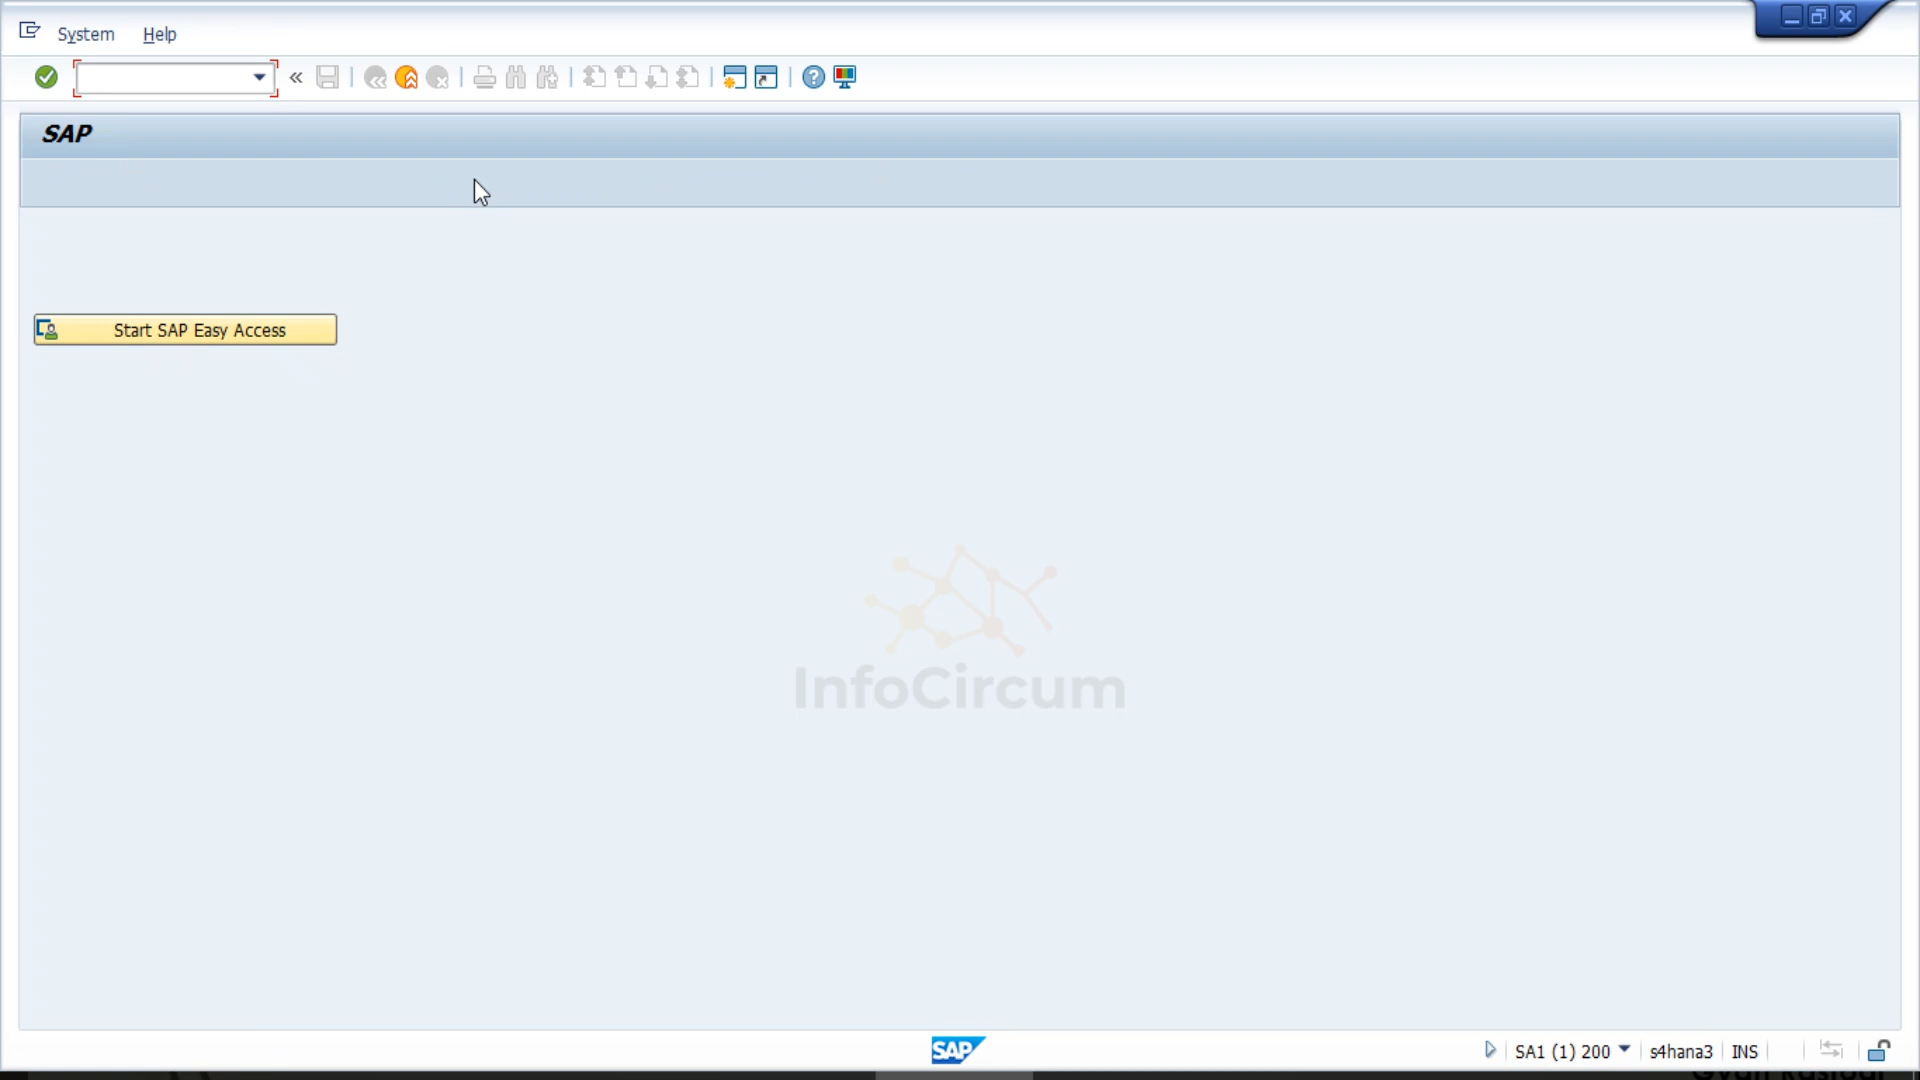 System Help
SAP
Start SAP Easy Access
InfoCircum
SAP
SA1 (1) 200 s4hana3 INS